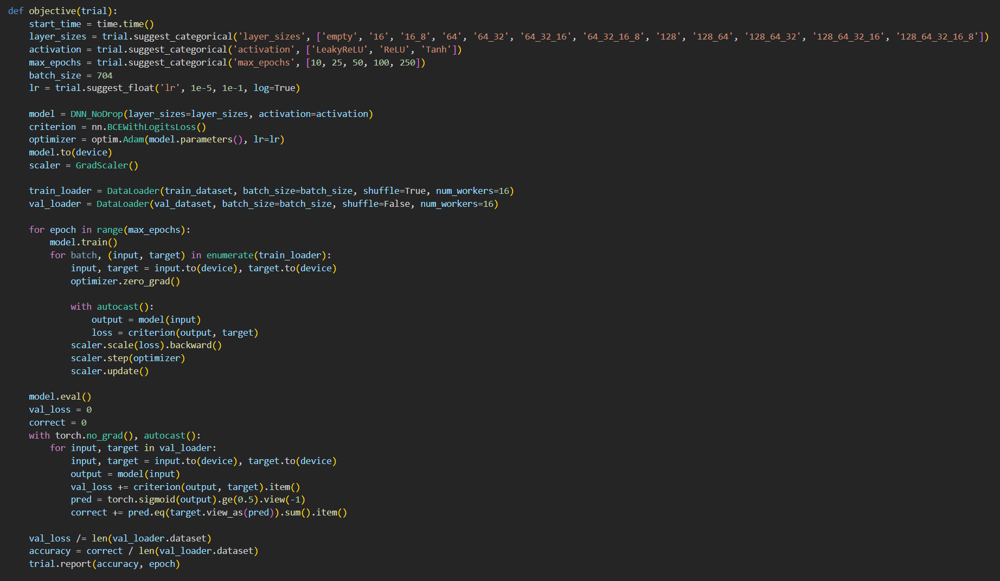 def objective(trial):
    start_time = time.time()
    layer_sizes = trial.suggest_categorical('layer_sizes', ['empty', '16', '16_8', '64', '64_32', '64_32_16', '64_32_16_8', '128', '128_64', '128_64_32', '128_64_32_16', '128_64_32_16_8'])
    activation = trial.suggest_categorical('activation', ['LeakyReLU', 'ReLU', 'Tanh'])
    max_epochs = trial.suggest_categorical('max_epochs', [10, 25, 50, 100, 250])
    batch_size = 704
    lr = trial.suggest_float('lr', 1e-5, 1e-1, log=True)

    model = DNN_NoDrop(layer_sizes=layer_sizes, activation=activation)
    criterion = nn.BCEWithLogitsLoss()
    optimizer = optim.Adam(model.parameters(), lr=lr)
    model.to(device)
    scaler = GradScaler()

    train_loader = DataLoader(train_dataset, batch_size=batch_size, shuffle=True, num_workers=16)
    val_loader = DataLoader(val_dataset, batch_size=batch_size, shuffle=False, num_workers=16)

    for epoch in range(max_epochs):
        model.train()
        for batch, (input, target) in enumerate(train_loader):
            input, target = input.to(device), target.to(device)
            optimizer.zero_grad()

            with autocast():
                output = model(input)
                loss = criterion(output, target)
            scaler.scale(loss).backward()
            scaler.step(optimizer)
            scaler.update()

    model.eval()
    val_loss = 0
    correct = 0
    with torch.no_grad(), autocast():
        for input, target in val_loader:
            input, target = input.to(device), target.to(device)
            output = model(input)
            val_loss += criterion(output, target).item()
            pred = torch.sigmoid(output).ge(0.5).view(-1)
            correct += pred.eq(target.view_as(pred)).sum().item()

    val_loss /= len(val_loader.dataset)
    accuracy = correct / len(val_loader.dataset)
    trial.report(accuracy, epoch)